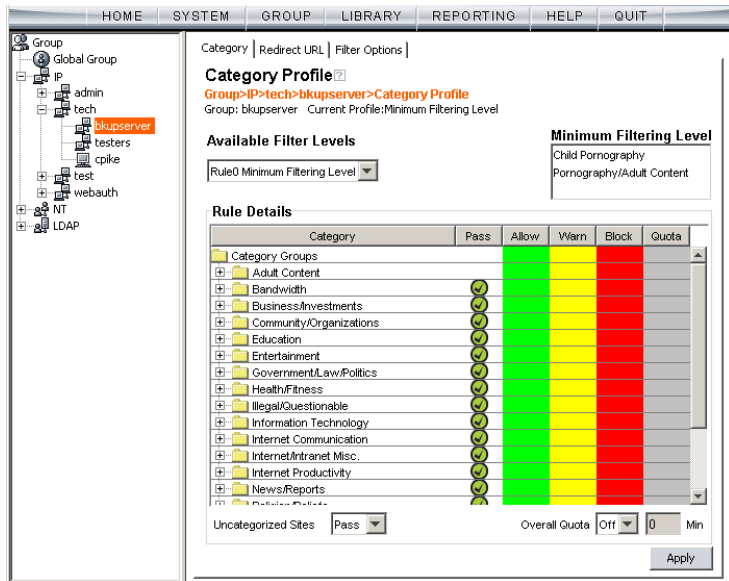 HOME SYSTEM GROUP LIBRARY REPORTING HELP QUIT
Group
Global Group
IP
admin
tech
bkupserver
testers
cpike
test
webauth
NT
LDAP
Category Redirect URL Filter Options
Category Profile ?
Group>IP>tech>bkupserver>Category Profile
Group: bkupserver Current Profile:Minimum Filtering Level
Available Filter Levels
Rule0 Minimum Filtering Level
Minimum Filtering Level
Child Pornography
Pornography/Adult Content
Rule Details
Category Pass Allow Warn Block Quota
Category Groups
Adult Content
Bandwidth
Business/Investments
Community/Organizations
Education
Entertainment
Government/Law/Politics
Health/Fitness
Illegal/Questionable
Information Technology
Internet Communication
Internet/Intranet Misc.
Internet Productivity
News/Reports
Religion/Beliefs
Uncategorized Sites Pass Overall Quota Off 0 Min
Apply